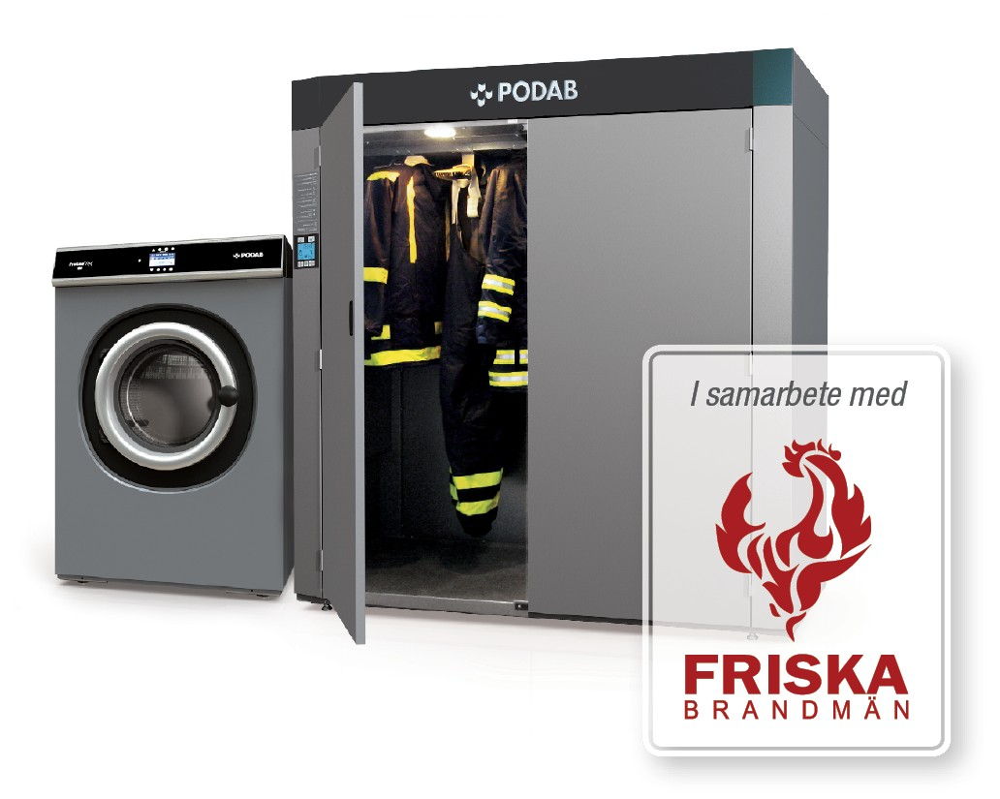 PODAB
PODAB
I samarbete med
FRISKA
BRANDMÄN